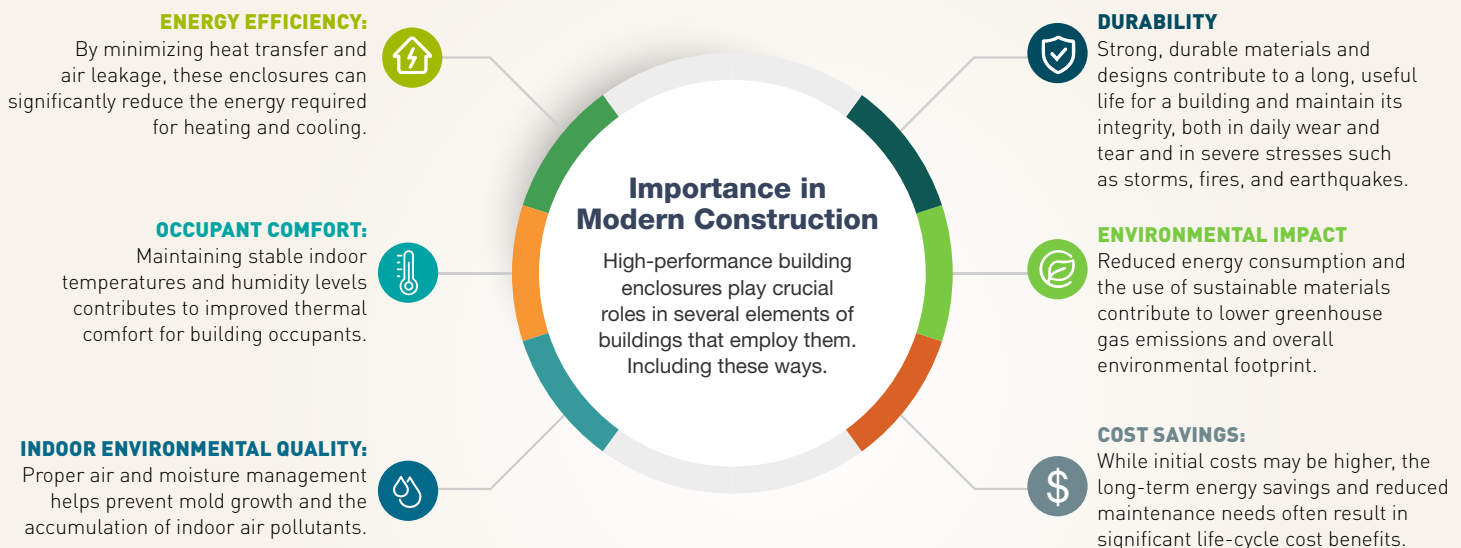 ENERGY EFFICIENCY:
By minimizing heat transfer and
air leakage, these enclosures can
significantly reduce the energy required
for heating and cooling.
OCCUPANT COMFORT:
Maintaining stable indoor
temperatures and humidity levels
contributes to improved thermal
comfort for building occupants.
INDOOR ENVIRONMENTAL QUALITY:
Proper air and moisture management
helps prevent mold growth and the
accumulation of indoor air pollutants.
Importance in
Modern Construction
High-performance building
enclosures play crucial
roles in several elements of
buildings that employ them.
Including these ways.
DURABILITY
Strong, durable materials and
designs contribute to a long, useful
life for a building and maintain its
integrity, both in daily wear and
tear and in severe stresses such
as storms, fires, and earthquakes.
ENVIRONMENTAL IMPACT
Reduced energy consumption and
the use of sustainable materials
contribute to lower greenhouse
gas emissions and overall
environmental footprint.
COST SAVINGS:
$
While initial costs may be higher, the
long-term energy savings and reduced
maintenance needs often result in
significant life-cycle cost benefits.